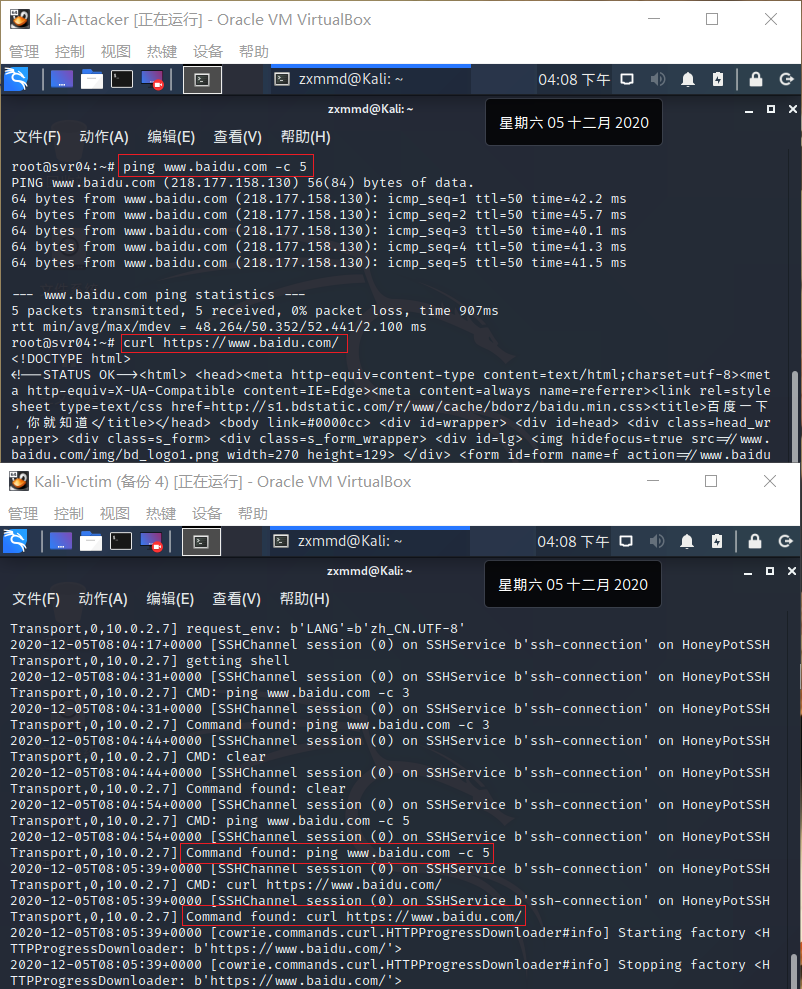 Kali-Attacker [正在运行] - Oracle VM VirtualBox
管理 控制 视图 热键 设备 帮助
zxmmd@Kali: ~ 04:08 下午
zxmmd@Kali: ~
星期六 05 十二月 2020
文件(F) 动作(A) 编辑(E) 查看(V) 帮助(H)
root@svr04:~# ping www.baidu.com -c 5
PING www.baidu.com (218.177.158.130) 56(84) bytes of data.
64 bytes from www.baidu.com (218.177.158.130): icmp_seq=1 ttl=50 time=42.2 ms
64 bytes from www.baidu.com (218.177.158.130): icmp_seq=2 ttl=50 time=45.7 ms
64 bytes from www.baidu.com (218.177.158.130): icmp_seq=3 ttl=50 time=40.1 ms
64 bytes from www.baidu.com (218.177.158.130): icmp_seq=4 ttl=50 time=41.3 ms
64 bytes from www.baidu.com (218.177.158.130): icmp_seq=5 ttl=50 time=41.5 ms
--- www.baidu.com ping statistics ---
5 packets transmitted, 5 received, 0% packet loss, time 907ms
rtt min/avg/max/mdev = 48.264/50.352/52.441/2.100 ms
root@svr04:~# curl https://www.baidu.com/
<!DOCTYPE html>
<!--STATUS OK--><html> <head><meta http-equiv=content-type content=text/html;charset=utf-8><met
a http-equiv=X-UA-Compatible content=IE=Edge><meta content=always name=referrer><link rel=style
sheet type=text/css href=http://s1.bdstatic.com/r/www/cache/bdorz/baidu.min.css><title>百度一下
，你就知道</title></head> <body link=#0000cc> <div id=wrapper> <div id=head> <div class=head_wr
apper> <div class=s_form> <div class=s_form_wrapper> <div id=lg> <img hidefocus=true src=//www.
baidu.com/img/bd_logo1.png width=270 height=129> </div> <form id=form name=f action=//www.baidu
Kali-Victim (备份 4) [正在运行] - Oracle VM VirtualBox
管理 控制 视图 热键 设备 帮助
zxmmd@Kali: ~ 04:08 下午
zxmmd@Kali: ~
星期六 05 十二月 2020
文件(F) 动作(A) 编辑(E) 查看(V) 帮助(H)
Transport,0,10.0.2.7] request_env: b'LANG'=b'zh_CN.UTF-8'
2020-12-05T08:04:17+0000 [SSHChannel session (0) on SSHService b'ssh-connection' on HoneyPotSSH
Transport,0,10.0.2.7] getting shell
2020-12-05T08:04:31+0000 [SSHChannel session (0) on SSHService b'ssh-connection' on HoneyPotSSH
Transport,0,10.0.2.7] CMD: ping www.baidu.com -c 3
2020-12-05T08:04:31+0000 [SSHChannel session (0) on SSHService b'ssh-connection' on HoneyPotSSH
Transport,0,10.0.2.7] Command found: ping www.baidu.com -c 3
2020-12-05T08:04:44+0000 [SSHChannel session (0) on SSHService b'ssh-connection' on HoneyPotSSH
Transport,0,10.0.2.7] CMD: clear
2020-12-05T08:04:44+0000 [SSHChannel session (0) on SSHService b'ssh-connection' on HoneyPotSSH
Transport,0,10.0.2.7] Command found: clear
2020-12-05T08:04:54+0000 [SSHChannel session (0) on SSHService b'ssh-connection' on HoneyPotSSH
Transport,0,10.0.2.7] CMD: ping www.baidu.com -c 5
2020-12-05T08:04:54+0000 [SSHChannel session (0) on SSHService b'ssh-connection' on HoneyPotSSH
Transport,0,10.0.2.7] Command found: ping www.baidu.com -c 5
2020-12-05T08:05:39+0000 [SSHChannel session (0) on SSHService b'ssh-connection' on HoneyPotSSH
Transport,0,10.0.2.7] CMD: curl https://www.baidu.com/
2020-12-05T08:05:39+0000 [SSHChannel session (0) on SSHService b'ssh-connection' on HoneyPotSSH
Transport,0,10.0.2.7] Command found: curl https://www.baidu.com/
2020-12-05T08:05:39+0000 [cowrie.commands.curl.HTTPProgressDownloader#info] Starting factory <H
TTPProgressDownloader: b'https://www.baidu.com/'>
2020-12-05T08:05:39+0000 [cowrie.commands.curl.HTTPProgressDownloader#info] Stopping factory <H
TTPProgressDownloader: b'https://www.baidu.com/'>